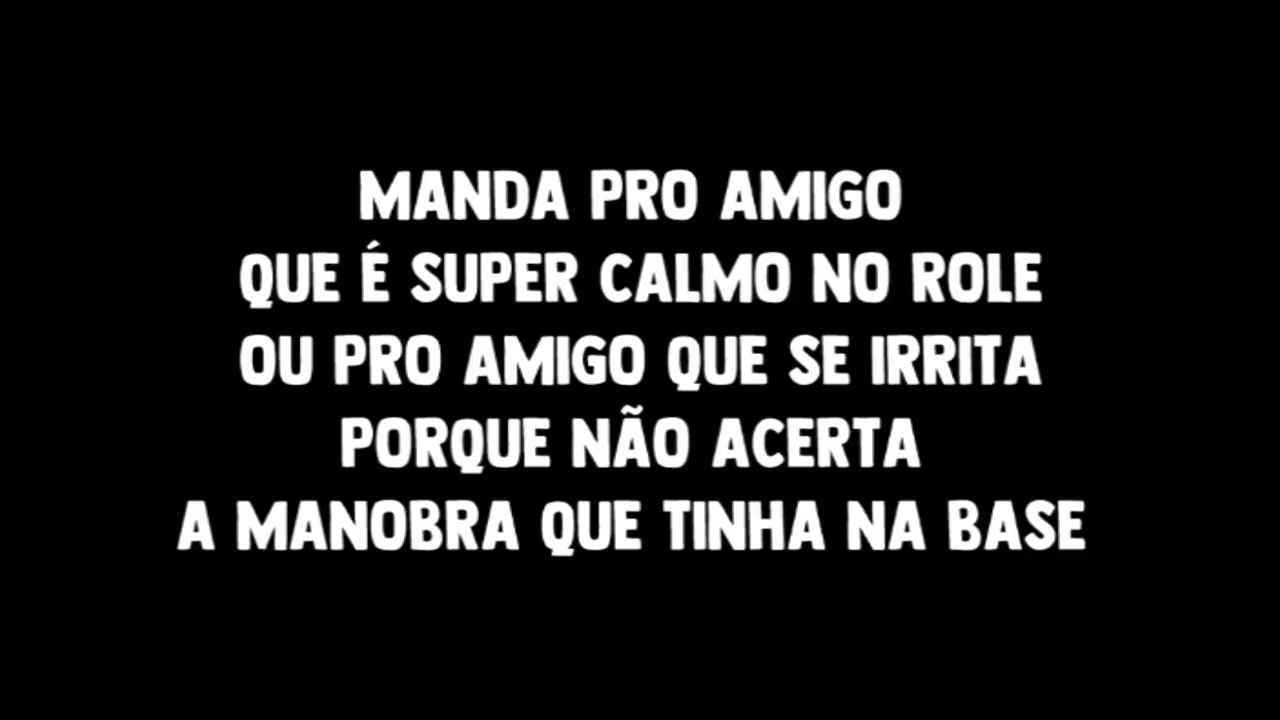 MANDA PRO AMIGO
QUE É SUPER CALMO NO ROLE
OU PRO AMIGO QUE SE IRRITA
PORQUE NÃO ACERTA
A MANOBRA QUE TINHA NA BASE